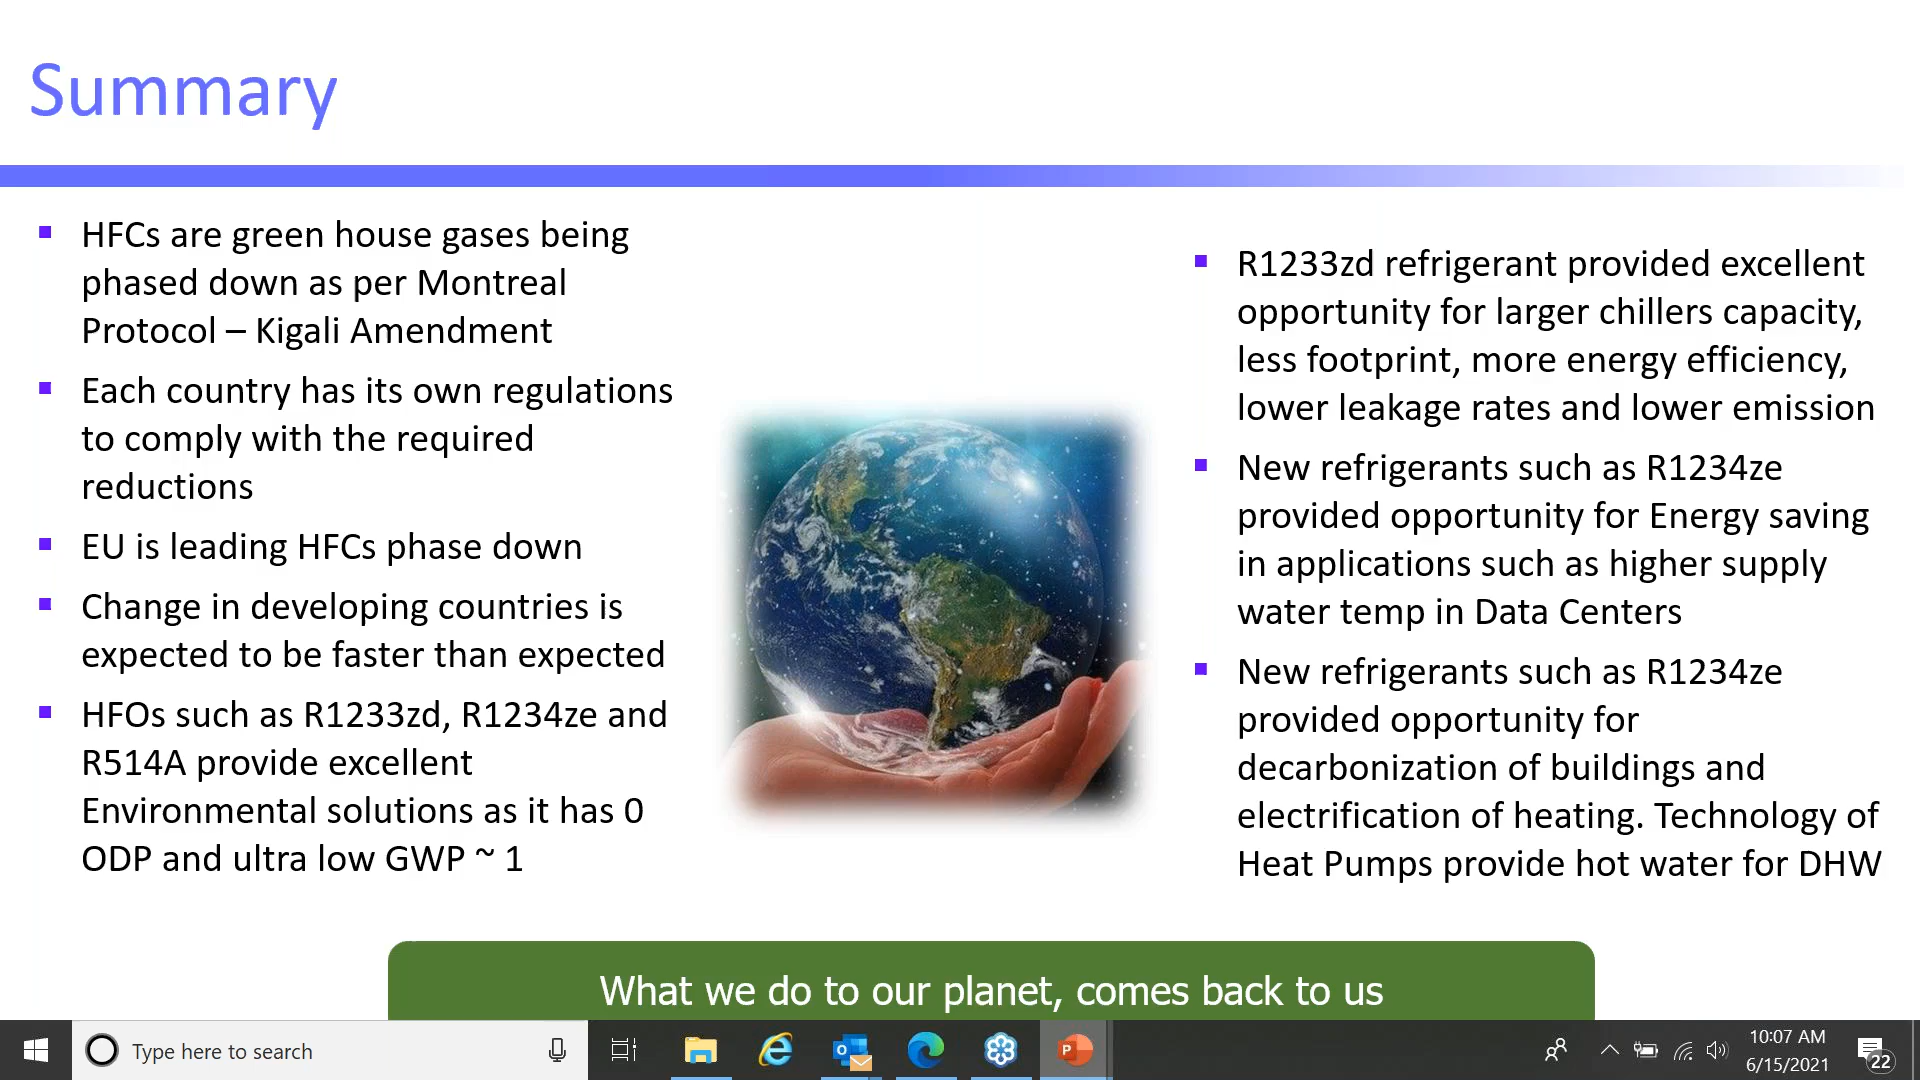 Summary
HFCs are green house gases being
phased down as per Montreal
Protocol – Kigali Amendment
Each country has its own regulations
to comply with the required
reductions
EU is leading HFCs phase down
Change in developing countries is
expected to be faster than expected
HFOs such as R1233zd, R1234ze and
R514A provide excellent
Environmental solutions as it has 0
ODP and ultra low GWP ~ 1
R1233zd refrigerant provided excellent
opportunity for larger chillers capacity,
less footprint, more energy efficiency,
lower leakage rates and lower emission
New refrigerants such as R1234ze
provided opportunity for Energy saving
in applications such as higher supply
water temp in Data Centers
New refrigerants such as R1234ze
provided opportunity for
decarbonization of buildings and
electrification of heating. Technology of
Heat Pumps provide hot water for DHW
What we do to our planet, comes back to us
Type here to search
10:07 AM
6/15/2021
22